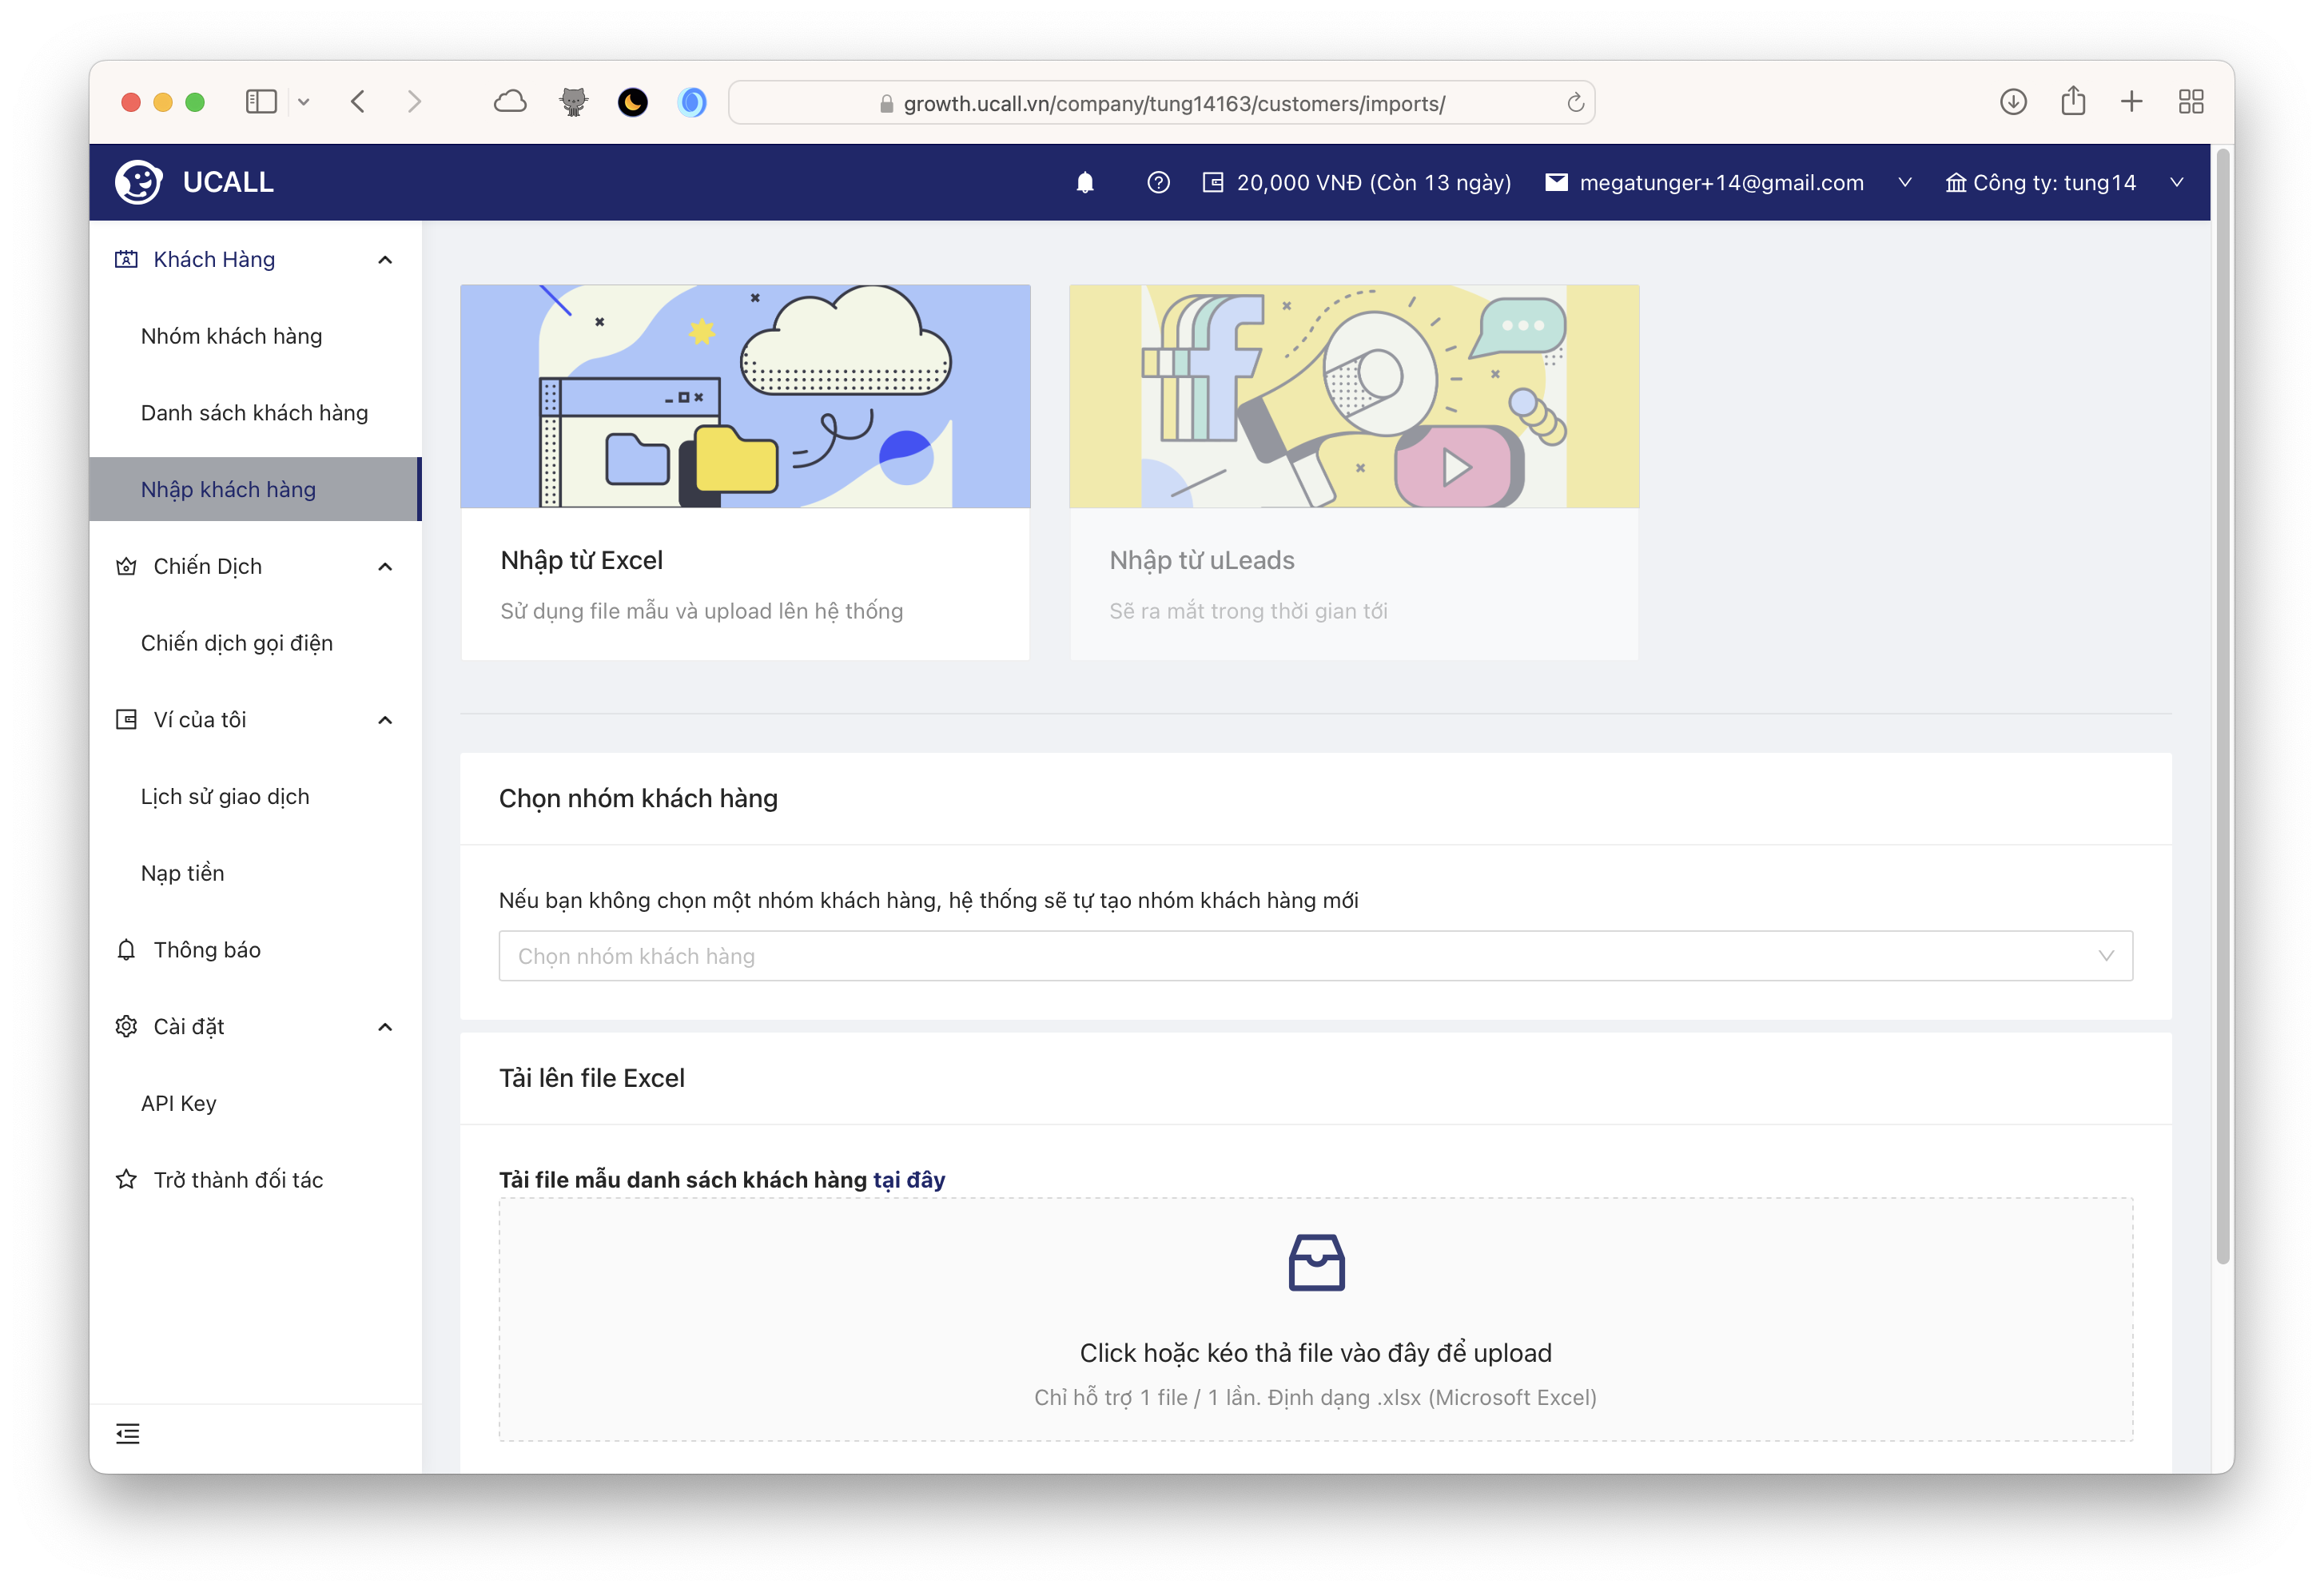 growth.ucall.vn/company/tung14163/customers/imports/
UCALL
20,000 VNĐ (Còn 13 ngày)
megatunger+14@gmail.com
Công ty: tung14
Khách Hàng
Nhóm khách hàng
Danh sách khách hàng
Nhập khách hàng
Chiến Dịch
Chiến dịch gọi điện
Ví của tôi
Lịch sử giao dịch
Nạp tiền
Thông báo
Cài đặt
API Key
Trở thành đối tác
Nhập từ Excel
Sử dụng file mẫu và upload lên hệ thống
Nhập từ uLeads
Sẽ ra mắt trong thời gian tới
Chọn nhóm khách hàng
Nếu bạn không chọn một nhóm khách hàng, hệ thống sẽ tự tạo nhóm khách hàng mới
Chọn nhóm khách hàng
Tải lên file Excel
Tải file mẫu danh sách khách hàng tại đây
Click hoặc kéo thả file vào đây để upload
Chỉ hỗ trợ 1 file / 1 lần. Định dạng .xlsx (Microsoft Excel)